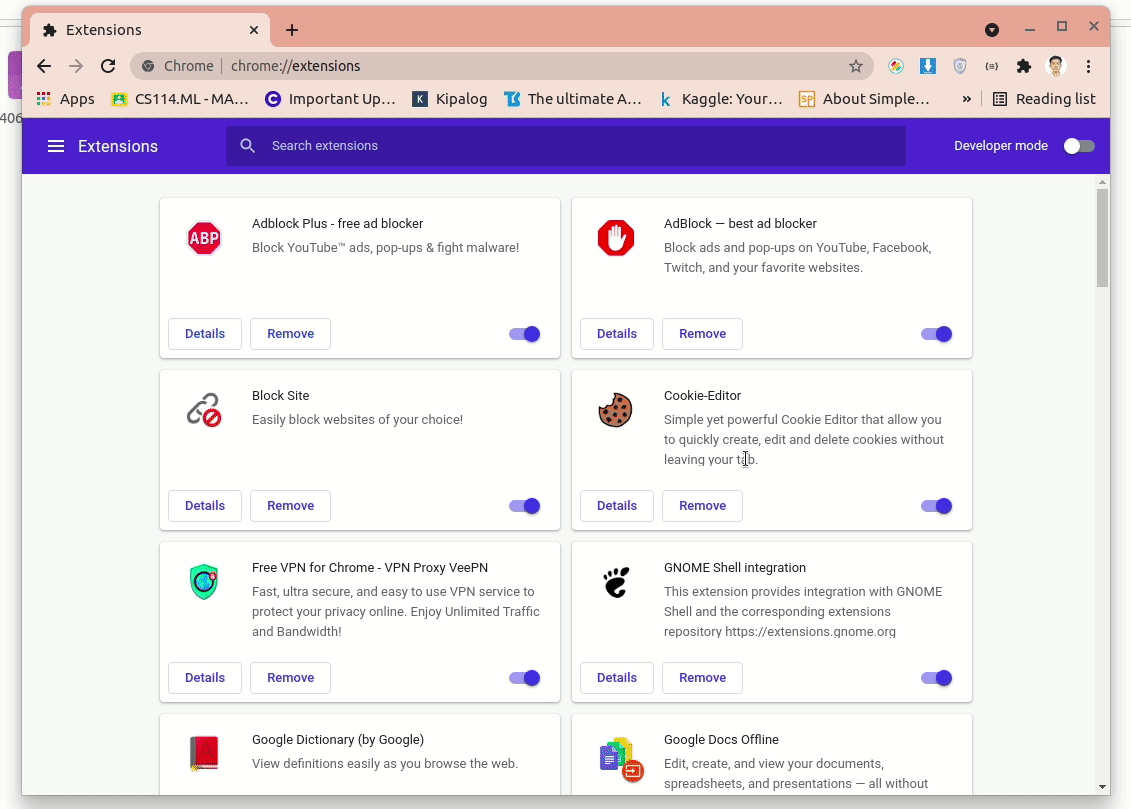 Extensions
Chrome | chrome://extensions
Apps CS114.ML - MA... Important Up... Kipalog The ultimate A... Kaggle: Your... About Simple... » Reading list
406
Extensions Search extensions Developer mode
Adblock Plus - free ad blocker
Block YouTube™ ads, pop-ups & fight malware!
Details Remove
AdBlock — best ad blocker
Block ads and pop-ups on YouTube, Facebook,
Twitch, and your favorite websites.
Details Remove
Block Site
Easily block websites of your choice!
Details Remove
Cookie-Editor
Simple yet powerful Cookie Editor that allow you
to quickly create, edit and delete cookies without
leaving your tab.
Details Remove
Free VPN for Chrome - VPN Proxy VeePN
Fast, ultra secure, and easy to use VPN service to
protect your privacy online. Enjoy Unlimited Traffic
and Bandwidth!
Details Remove
GNOME Shell integration
This extension provides integration with GNOME
Shell and the corresponding extensions
repository https://extensions.gnome.org
Details Remove
Google Dictionary (by Google)
View definitions easily as you browse the web.
Google Docs Offline
Edit, create, and view your documents,
spreadsheets, and presentations — all without